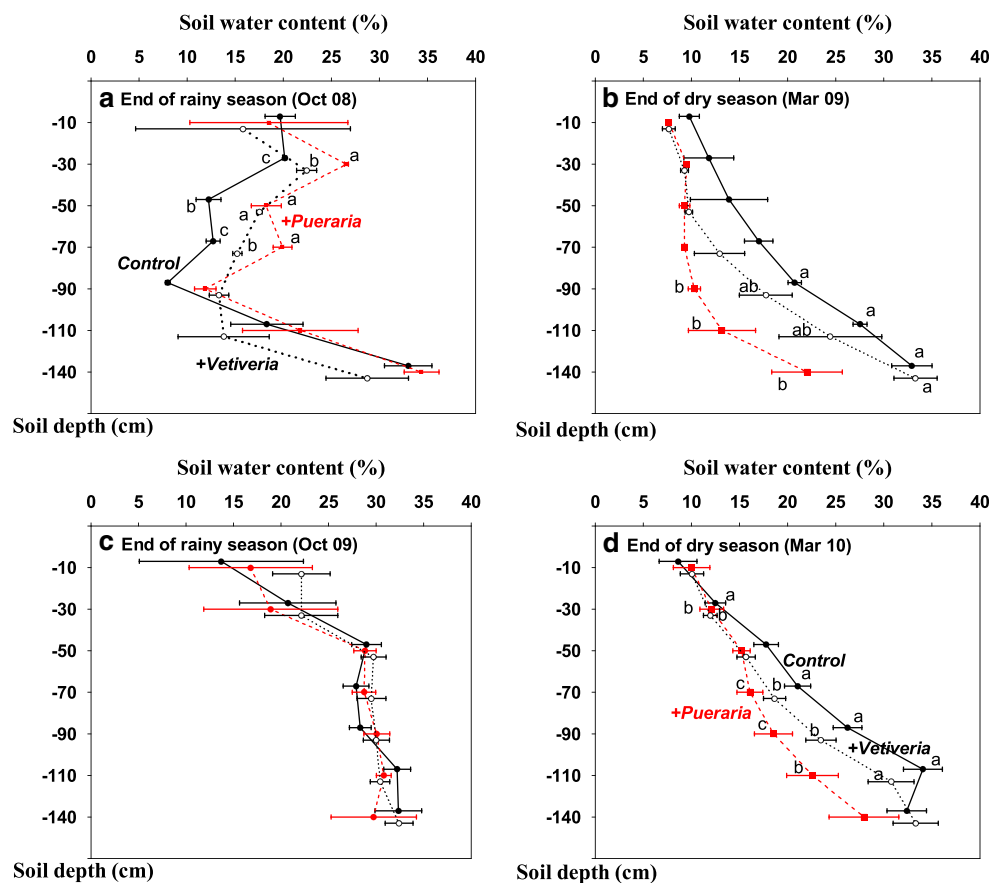 Soil water content (%)
0 5 10 15 20 25 30 35 40
a End of rainy season (Oct 08)
-10
-30
-50
-70
-90
-110
-140
c
b
a
b
a
a
+Pueraria
c
b
a
Control
+Vetiveria
Soil depth (cm)
Soil water content (%)
0 5 10 15 20 25 30 35 40
b End of dry season (Mar 09)
-10
-30
-50
-70
-90
-110
-140
b
ab
a
b
ab
a
b
a
a
Soil depth (cm)
Soil water content (%)
0 5 10 15 20 25 30 35 40
c End of rainy season (Oct 09)
-10
-30
-50
-70
-90
-110
-140
Soil depth (cm)
Soil water content (%)
0 5 10 15 20 25 30 35 40
d End of dry season (Mar 10)
-10
-30
-50
-70
-90
-110
-140
a
b
b
Control
c
b
a
+Pueraria
c
b
a
+Vetiveria
b
a
a
Soil depth (cm)